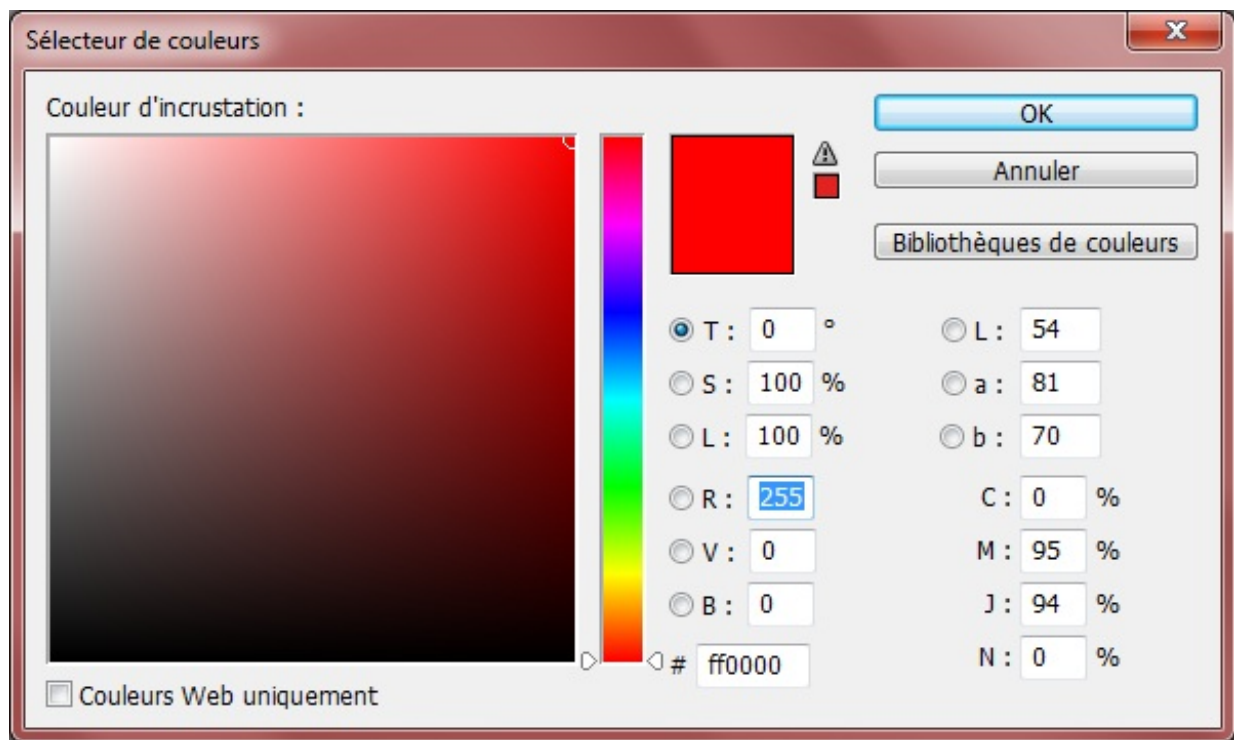 Sélecteur de couleurs
Couleur d'incrustation :
OK
Annuler
Bibliothèques de couleurs
T : 0 °
L : 54
S : 100 %
a : 81
L : 100 %
b : 70
R : 255
C : 0 %
V : 0
M : 95 %
B : 0
J : 94 %
# ff0000
N : 0 %
Couleurs Web uniquement